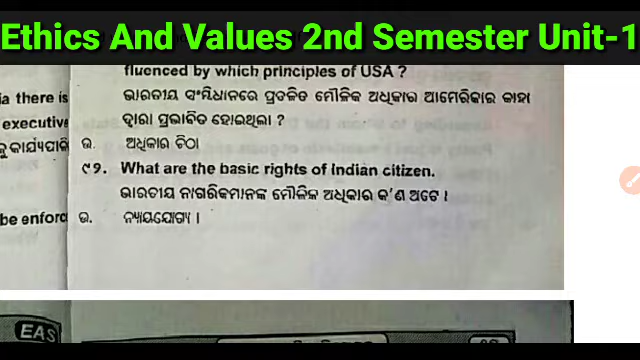 Ethics And Values 2nd Semester Unit-1
fluenced by which principles of USA ?
ia there is
ଭାରତୀୟ ସଂବିଧାନରେ ପ୍ରଚଳିତ ମୌଳିକ ଅଧିକାର ଆମେରିକାର କାହା
executive
ଦ୍ୱାରା ପ୍ରଭାବିତ ହୋଇଥିଲା ?
କୁ କାର୍ଯ୍ୟପାଳି
ଉ. ଅଧିକାର ଚିଠା
୯୨. What are the basic rights of Indian citizen.
ଭାରତୀୟ ନାଗରିକମାନଙ୍କ ମୌଳିକ ଅଧିକାର କ'ଣ ଅଟେ ।
be enforc
ଉ. ନ୍ୟାୟଯୋଗ୍ୟ ।
EAS